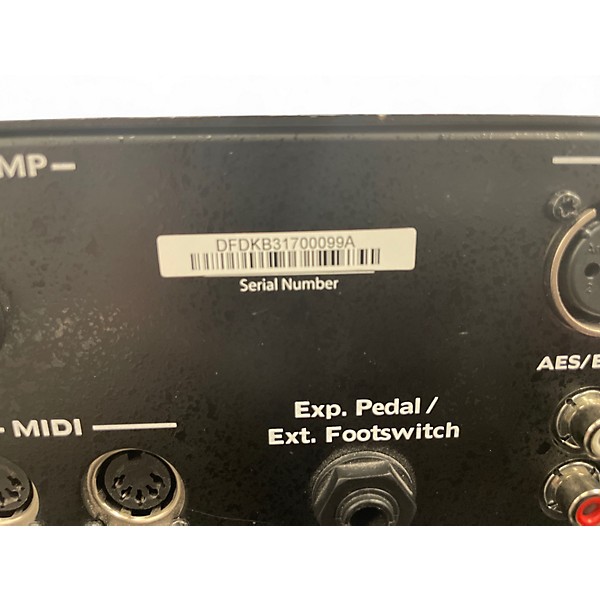 MP
DFDKB31700099A
Serial Number
AES/E
Exp. Pedal /
Ext. Footswitch
MIDI